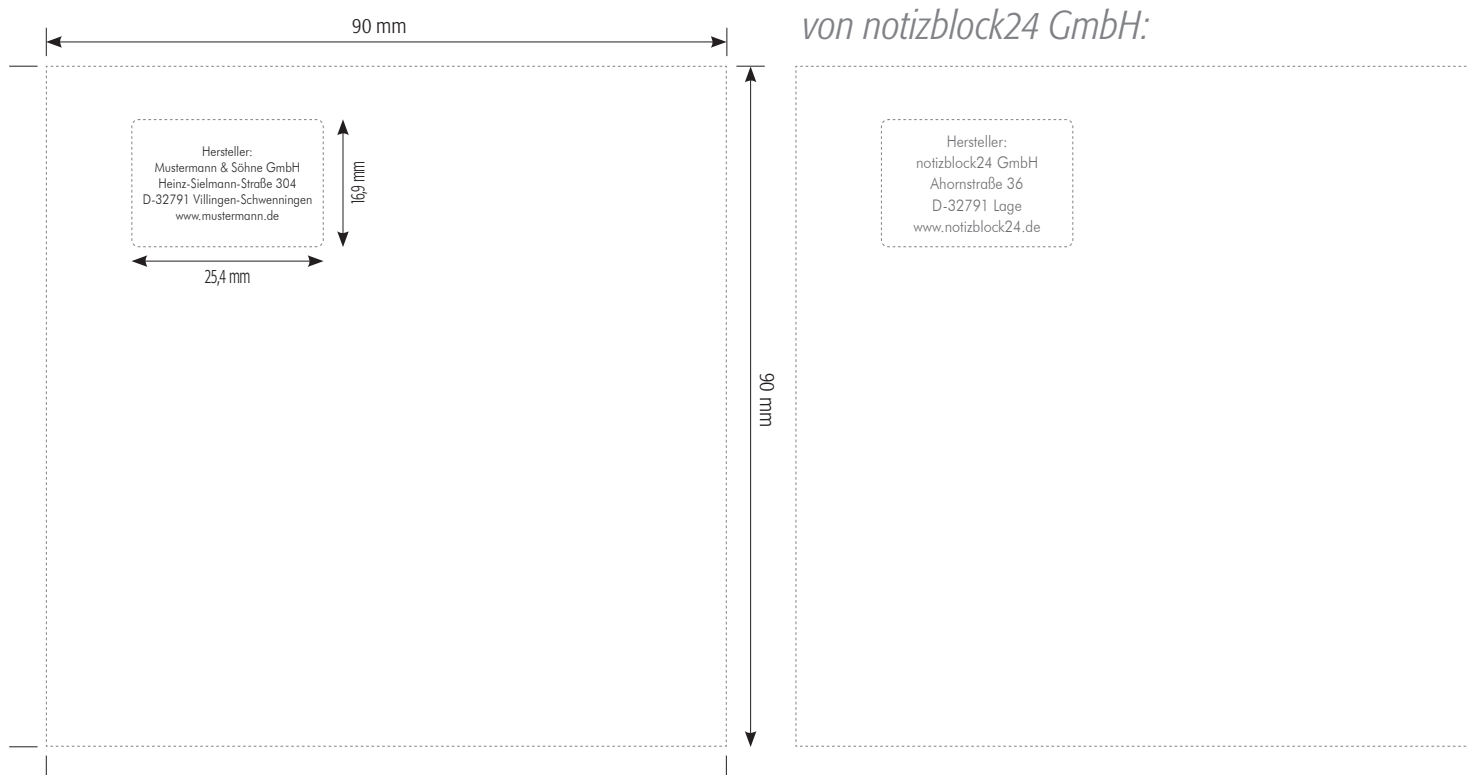 90 mm
von notizblock24 GmbH:
Hersteller:
Mustermann & Söhne GmbH
Heinz-Sielmann-Straße 304
D-32791 Villingen-Schwenningen
www.mustermann.de
16,9 mm
25,4 mm
90 mm
Hersteller:
notizblock24 GmbH
Ahornstraße 36
D-32791 Lage
www.notizblock24.de